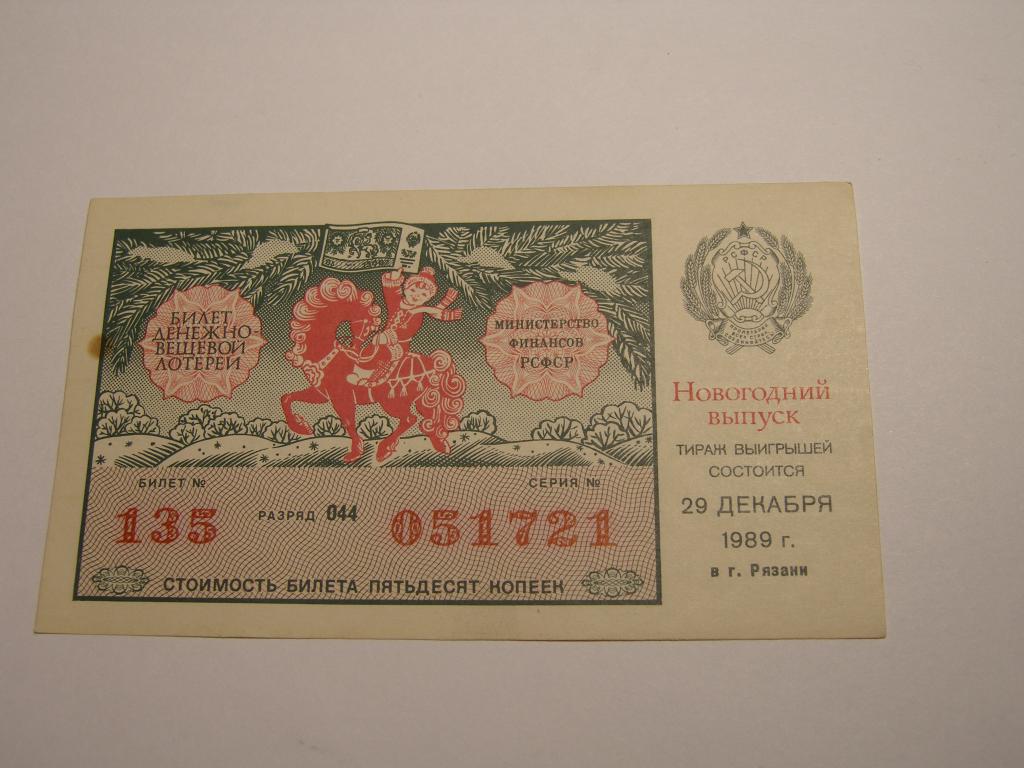 БИЛЕТ
ДЕНЕЖНО-
ВЕЩЕВОЙ
ЛОТЕРЕИ
МИНИСТЕРСТВО
ФИНАНСОВ
РСФСР
БИЛЕТ №
СЕРИЯ №
135 РАЗРЯД 044 051721
СТОИМОСТЬ БИЛЕТА ПЯТЬДЕСЯТ КОПЕЕК
РСФСР
Новогодний
выпуск
ТИРАЖ ВЫИГРЫШЕЙ
СОСТОИТСЯ
29 ДЕКАБРЯ
1989 г.
в г. Рязани